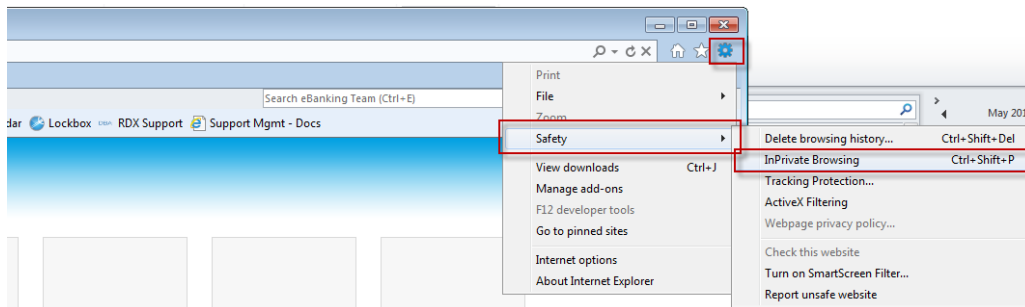 Search eBanking Team (Ctrl+E)
dar Lockbox RDX Support Support Mgmt - Docs
Print
File
Zoom
Safety
View downloads Ctrl+J
Manage add-ons
F12 developer tools
Go to pinned sites
Internet options
About Internet Explorer
May 201
Delete browsing history... Ctrl+Shift+Del
InPrivate Browsing Ctrl+Shift+P
Tracking Protection...
ActiveX Filtering
Webpage privacy policy...
Check this website
Turn on SmartScreen Filter...
Report unsafe website